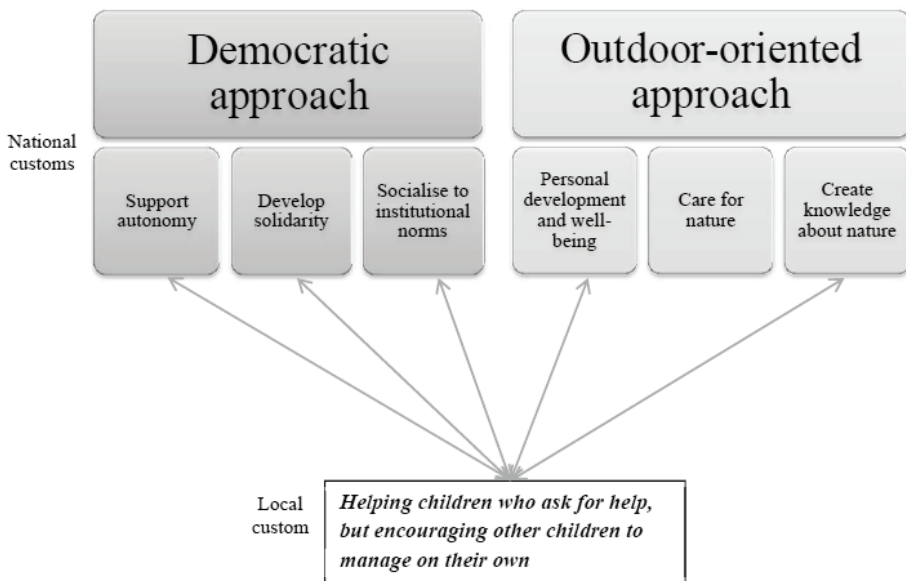 Democratic
approach
Outdoor-oriented
approach
National
customs
Support
autonomy
Develop
solidarity
Socialise to
institutional
norms
Personal
development
and well-
being
Care for
nature
Create
knowledge
about nature
Local
custom
Helping children who ask for help,
but encouraging other children to
manage on their own